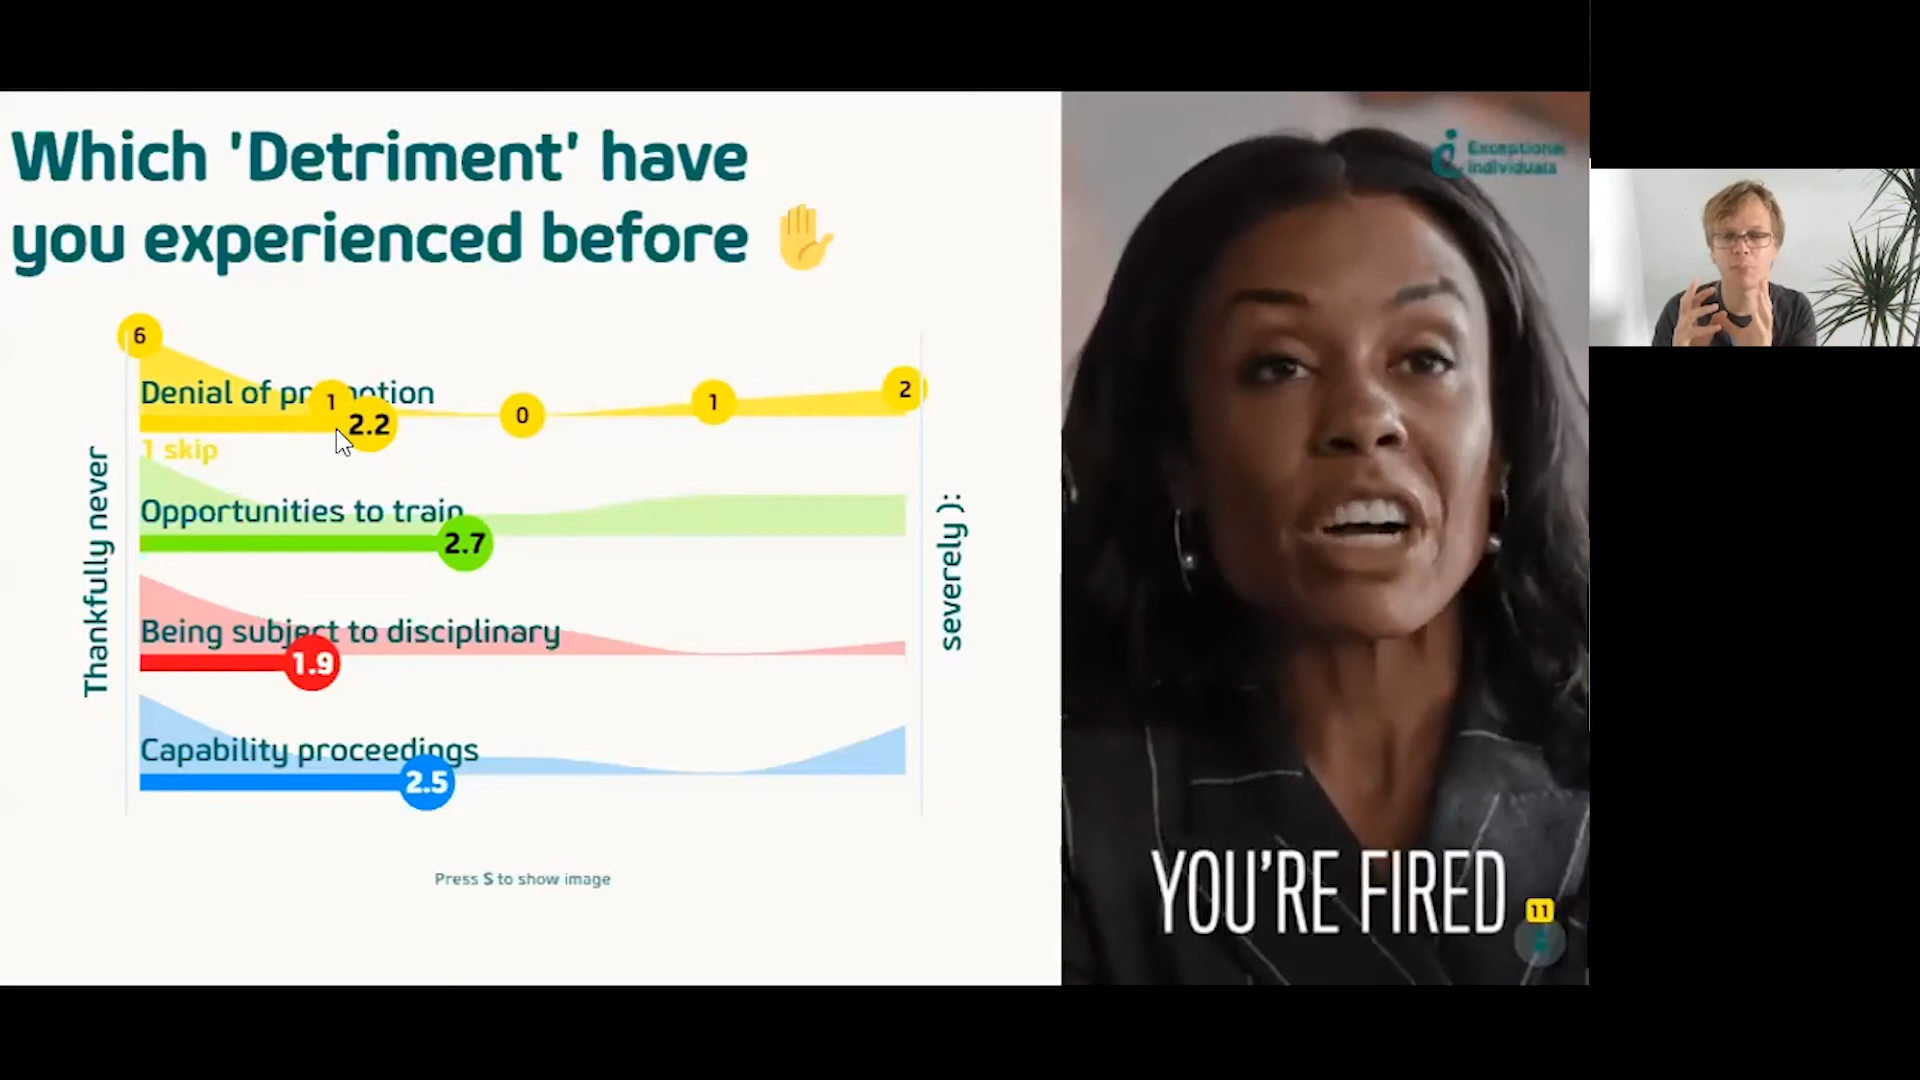 Which 'Detriment' have
you experienced before
Exceptional
Individuals
6
Denial of promotion
1
0
1
2
2.2
1 skip
Opportunities to train
2.7
Being subject to disciplinary
1.9
Capability proceedings
2.5
Thankfully never
severely ):
Press S to show image
YOU'RE FIRED
11